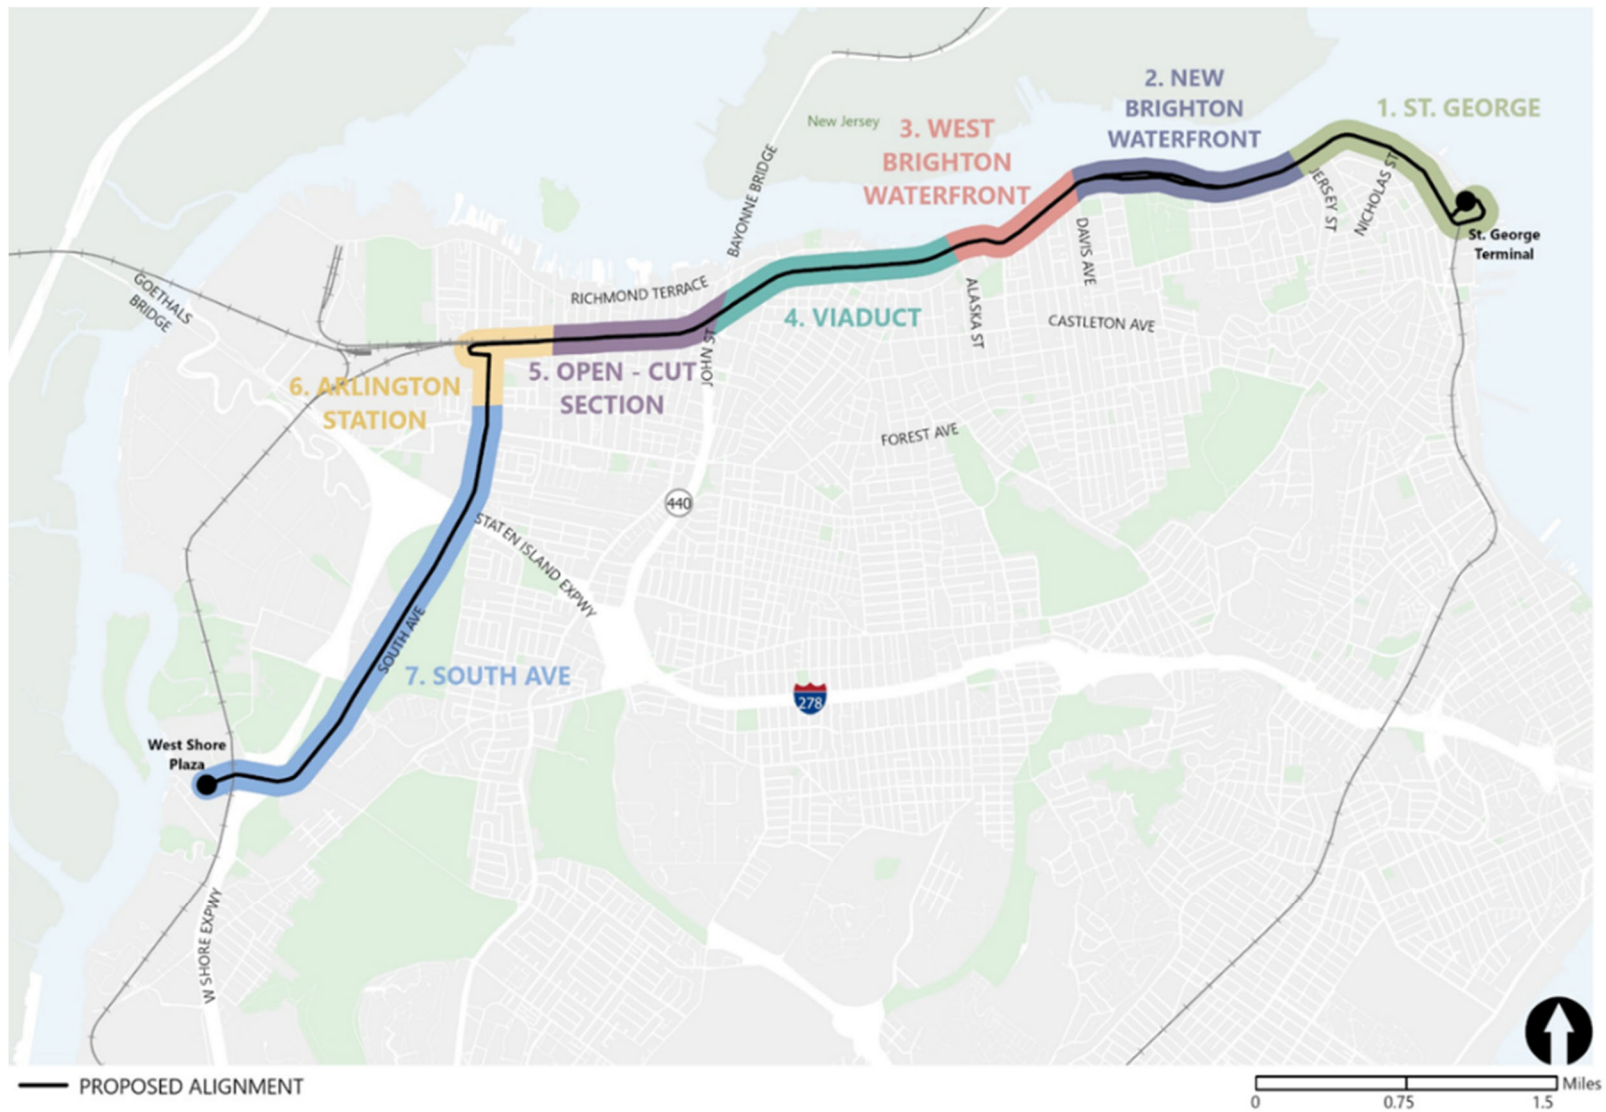 2. NEW
BRIGHTON
WATERFRONT
1. ST. GEORGE
New Jersey
3. WEST
BRIGHTON
WATERFRONT
BAYONNE BRIDGE
JERSEY ST
NICHOLAS ST
St. George
Terminal
DAVIS AVE
GOETHALS
BRIDGE
RICHMOND TERRACE
ALASKA ST
4. VIADUCT
CASTLETON AVE
JOHN ST
6. ARLINGTON
STATION
5. OPEN - CUT
SECTION
FOREST AVE
440
STATEN ISLAND EXPWY
SOUTH AVE
7. SOUTH AVE
278
West Shore
Plaza
W SHORE EXPWY
PROPOSED ALIGNMENT
Miles
0 0.75 1.5